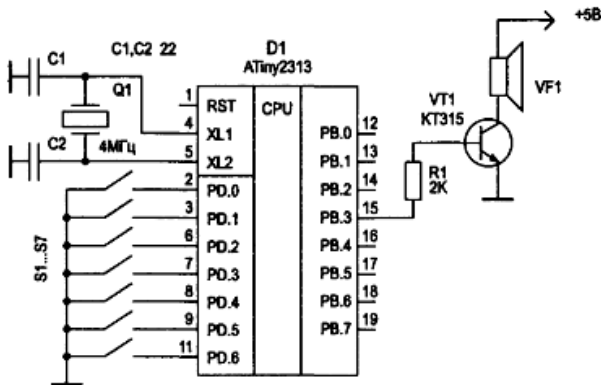 +5В
C1
C1,C2 22
D1
ATiny2313
Q1
VF1
VT1
КТ315
1
RST
CPU
4
XL1
PB.0
12
C2
4МГц
5
XL2
PB.1
13
2
PD.0
PB.2
14
R1
2K
3
PD.1
PB.3
15
6
PD.2
PB.4
16
S1...S7
7
PD.3
PB.5
17
8
PD.4
PB.6
18
9
PD.5
PB.7
19
11
PD.6